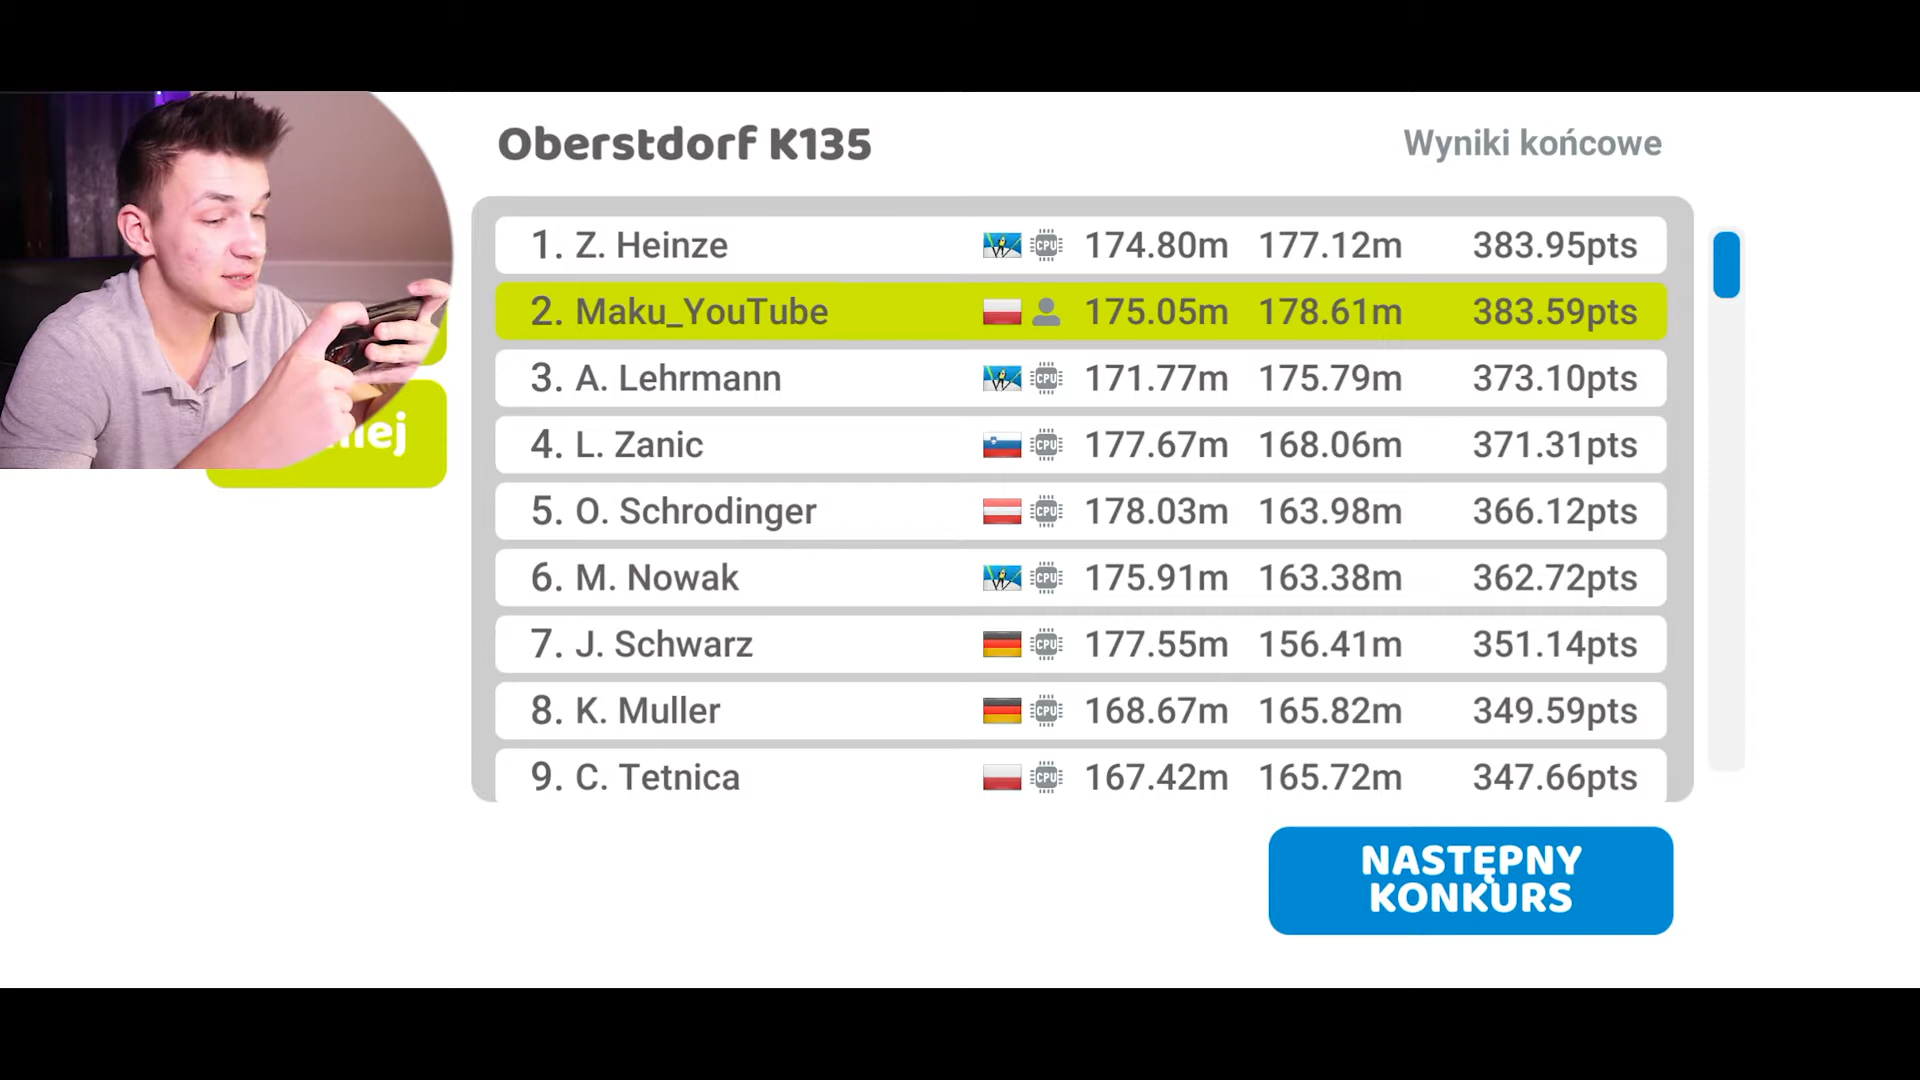 Oberstdorf K135
Wyniki końcowe
1. Z. Heinze CPU 174.80m 177.12m 383.95pts
2. Maku_YouTube 175.05m 178.61m 383.59pts
3. A. Lehrmann CPU 171.77m 175.79m 373.10pts
4. L. Zanic CPU 177.67m 168.06m 371.31pts
5. O. Schrodinger CPU 178.03m 163.98m 366.12pts
6. M. Nowak CPU 175.91m 163.38m 362.72pts
7. J. Schwarz CPU 177.55m 156.41m 351.14pts
8. K. Muller CPU 168.67m 165.82m 349.59pts
9. C. Tetnica CPU 167.42m 165.72m 347.66pts
NASTĘPNY
KONKURS